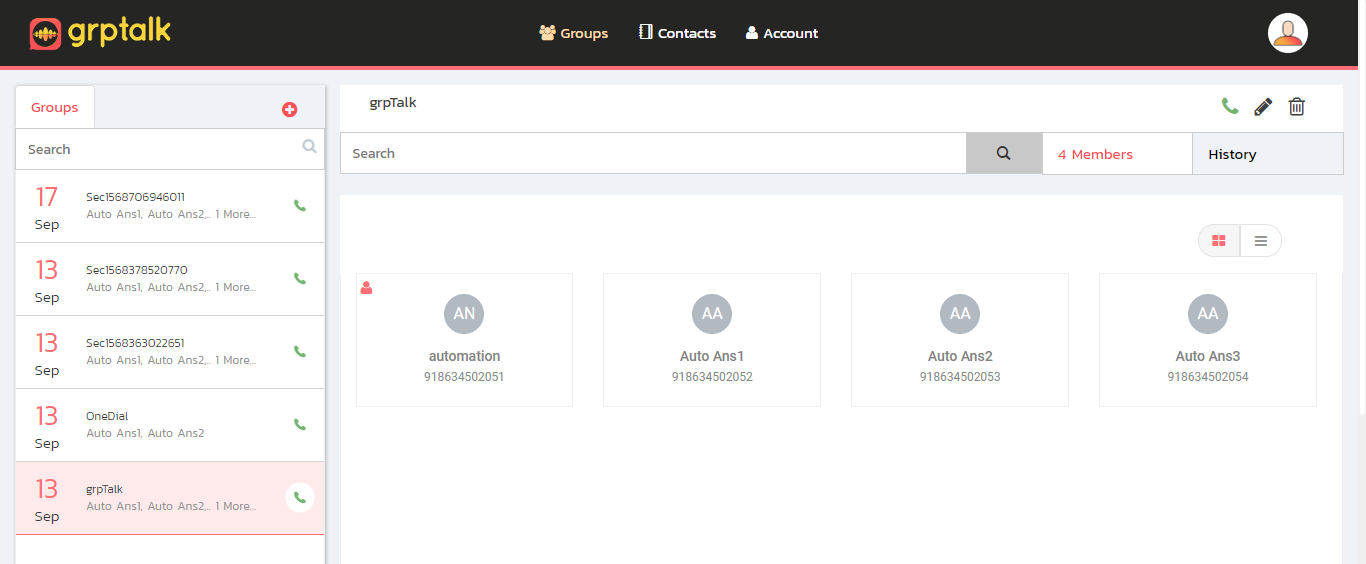 grptalk
Groups Contacts Account
Groups
Search
17
Sep
Sec1568706946011
Auto Ans1, Auto Ans2,.. 1 More...
13
Sep
Sec1568378520770
Auto Ans1, Auto Ans2,.. 1 More...
13
Sep
Sec1568363022651
Auto Ans1, Auto Ans2,.. 1 More...
13
Sep
OneDial
Auto Ans1, Auto Ans2
13
Sep
grpTalk
Auto Ans1, Auto Ans2,.. 1 More...
grpTalk
Search
4 Members
History
AN
automation
918634502051
AA
Auto Ans1
918634502052
AA
Auto Ans2
918634502053
AA
Auto Ans3
918634502054